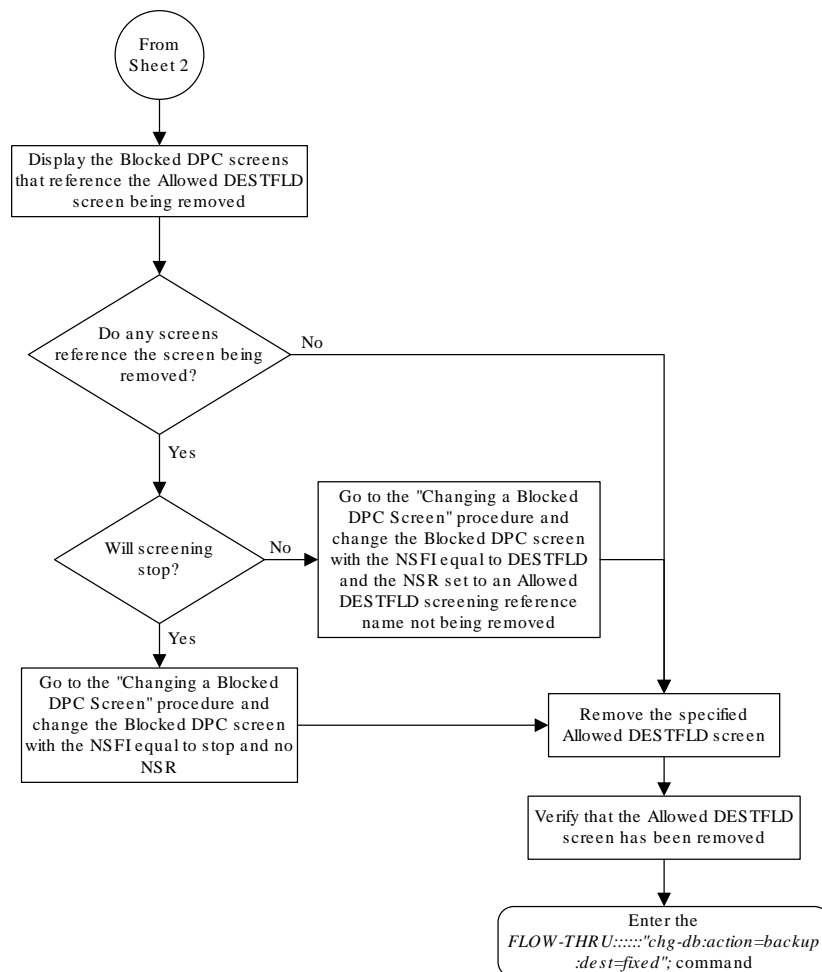 From
Sheet 2
Display the Blocked DPC screens
that reference the Allowed DESTFLD
screen being removed
Do any screens
reference the screen being
removed?
No
Yes
Will screening
stop?
No
Go to the "Changing a Blocked
DPC Screen" procedure and
change the Blocked DPC screen
with the NSFI equal to DESTFLD
and the NSR set to an Allowed
DESTFLD screening reference
name not being removed
Yes
Go to the "Changing a Blocked
DPC Screen" procedure and
change the Blocked DPC screen
with the NSFI equal to stop and no
NSR
Remove the specified
Allowed DESTFLD screen
Verify that the Allowed DESTFLD
screen has been removed
Enter the
FLOW-THRU::::::"chg-db:action=backup
:dest=fixed"; command